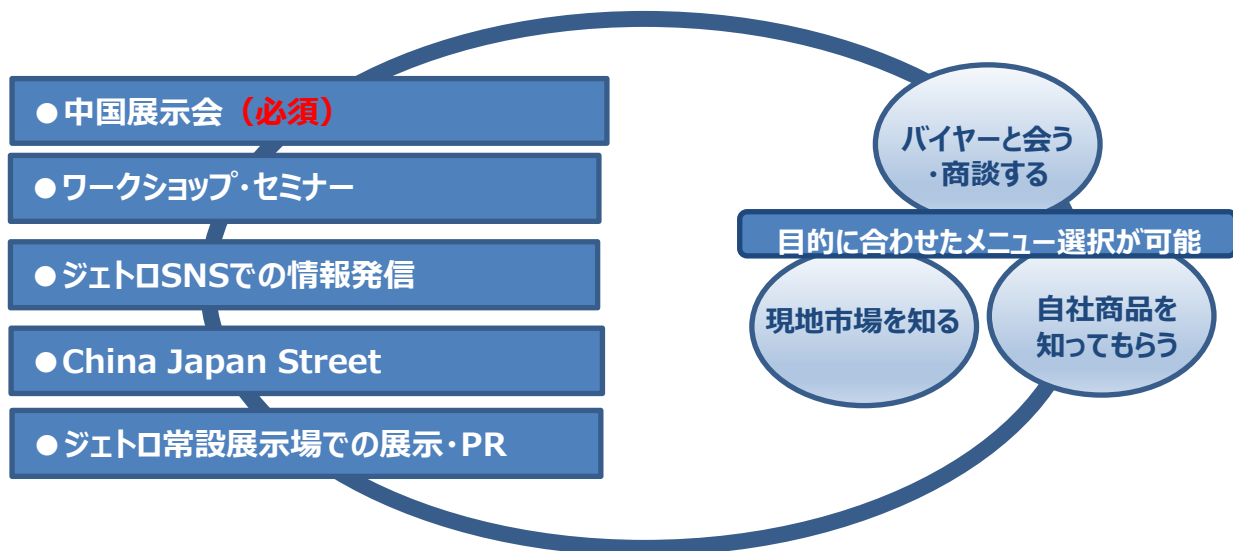 ●中国展示会（必須）
●ワークショップ・セミナー
●ジェトロSNSでの情報発信
●China Japan Street
●ジェトロ常設展示場での展示・PR
バイヤーと会う
・商談する
目的に合わせたメニュー選択が可能
現地市場を知る
自社商品を
知ってもらう